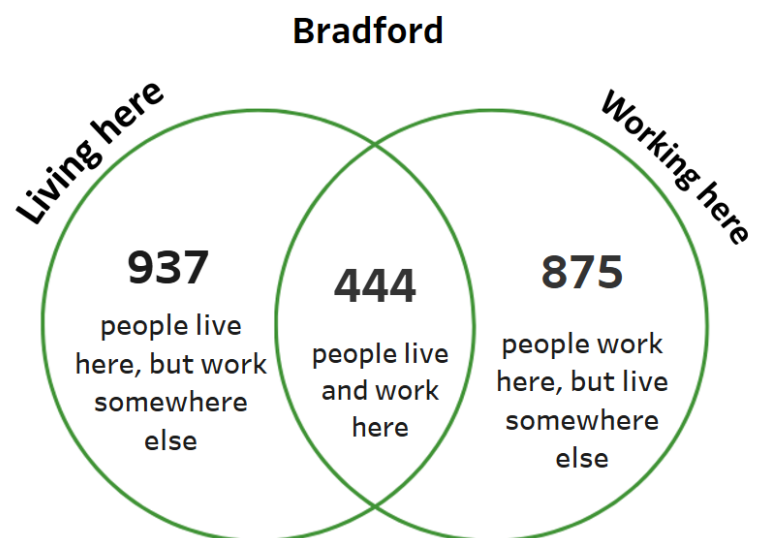 Bradford
Living here
Working here
937
people live
here, but work
somewhere
else
444
people live
and work
here
875
people work
here, but live
somewhere
else